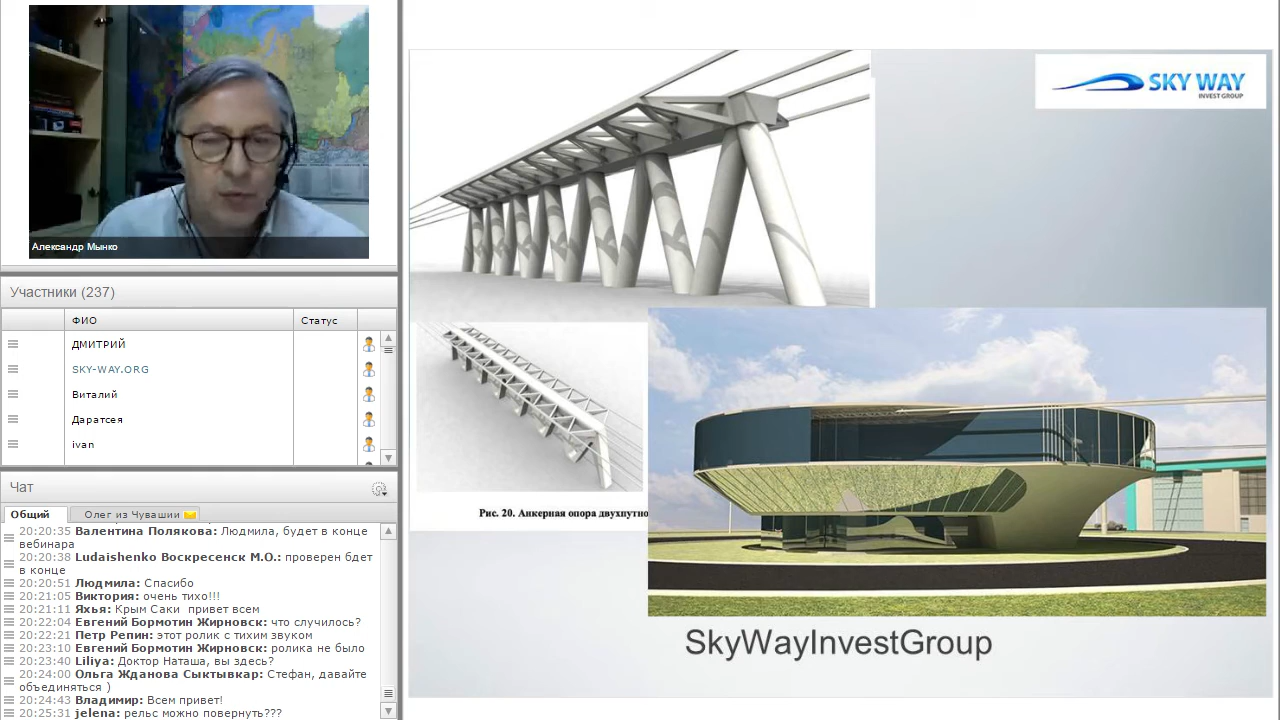 Александр Мынко
Участники (237)
ФИО
Статус
ДМИТРИЙ
SKY-WAY.ORG
Виталий
Даратсея
ivan
Чат
Общий
Олег из Чувашии
20:20:35 Валентина Полякова: Людмила, будет в конце
вебинара
20:20:38 Ludaishenko Воскресенск М.О.: проверен бдет
в конце
20:20:51 Людмила: Спасибо
20:21:05 Виктория: очень тихо!!!
20:21:11 Яхья: Крым Саки привет всем
20:22:04 Евгений Бормотин Жирновск: что случилось?
20:22:21 Петр Репин: этот ролик с тихим звуком
20:23:10 Евгений Бормотин Жирновск: ролика не было
20:23:40 Liliya: Доктор Наташа, вы здесь?
20:24:00 Ольга Жданова Сыктывкар: Стефан, давайте
объединяться )
20:24:43 Владимир: Всем привет!
20:25:31 jelena: рельс можно повернуть???
SKY WAY
INVEST GROUP
Рис. 20. Анкерная опора двухпутно
SkyWayInvestGroup